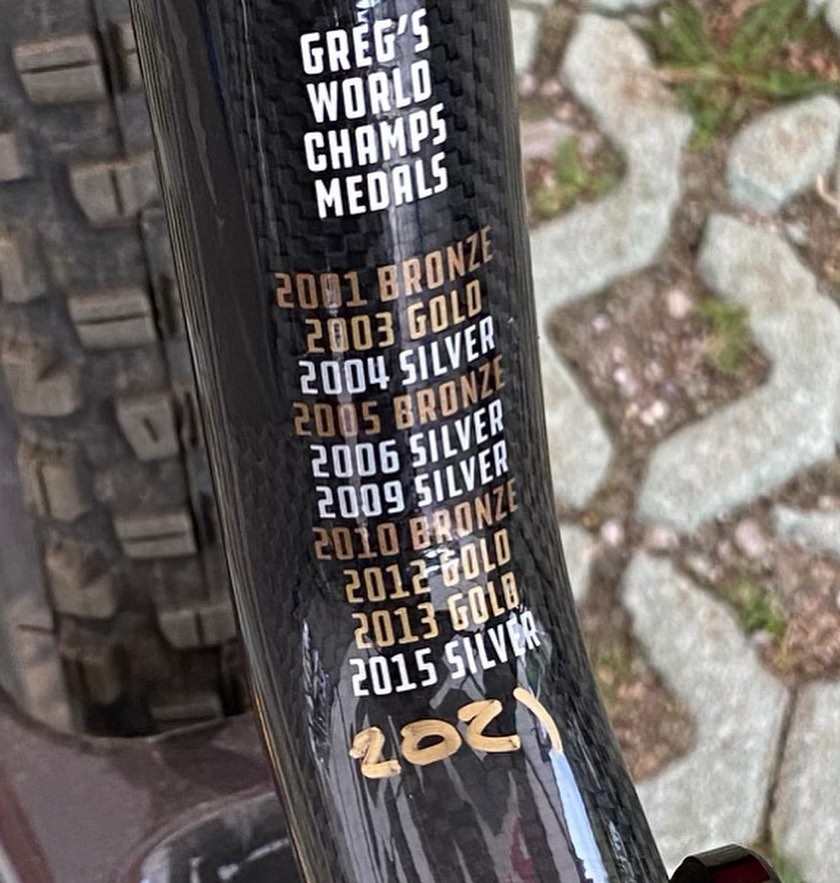 GREG'S
WORLD
CHAMPS
MEDALS
2001 BRONZE
2003 GOLD
2004 SILVER
2005 BRONZE
2006 SILVER
2009 SILVER
2010 BRONZE
2012 GOLD
2013 GOLD
2015 SILVER
2021